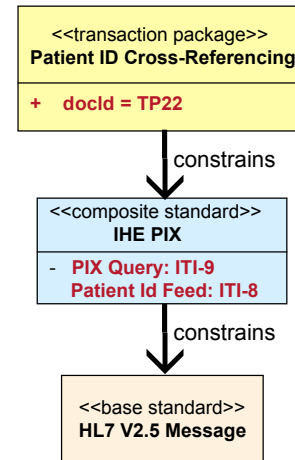 <<transaction package>>
Patient ID Cross-Referencing
+ docId = TP22
constrains
<<composite standard>>
IHE PIX
- PIX Query: ITI-9
Patient Id Feed: ITI-8
constrains
<<base standard>>
HL7 V2.5 Message